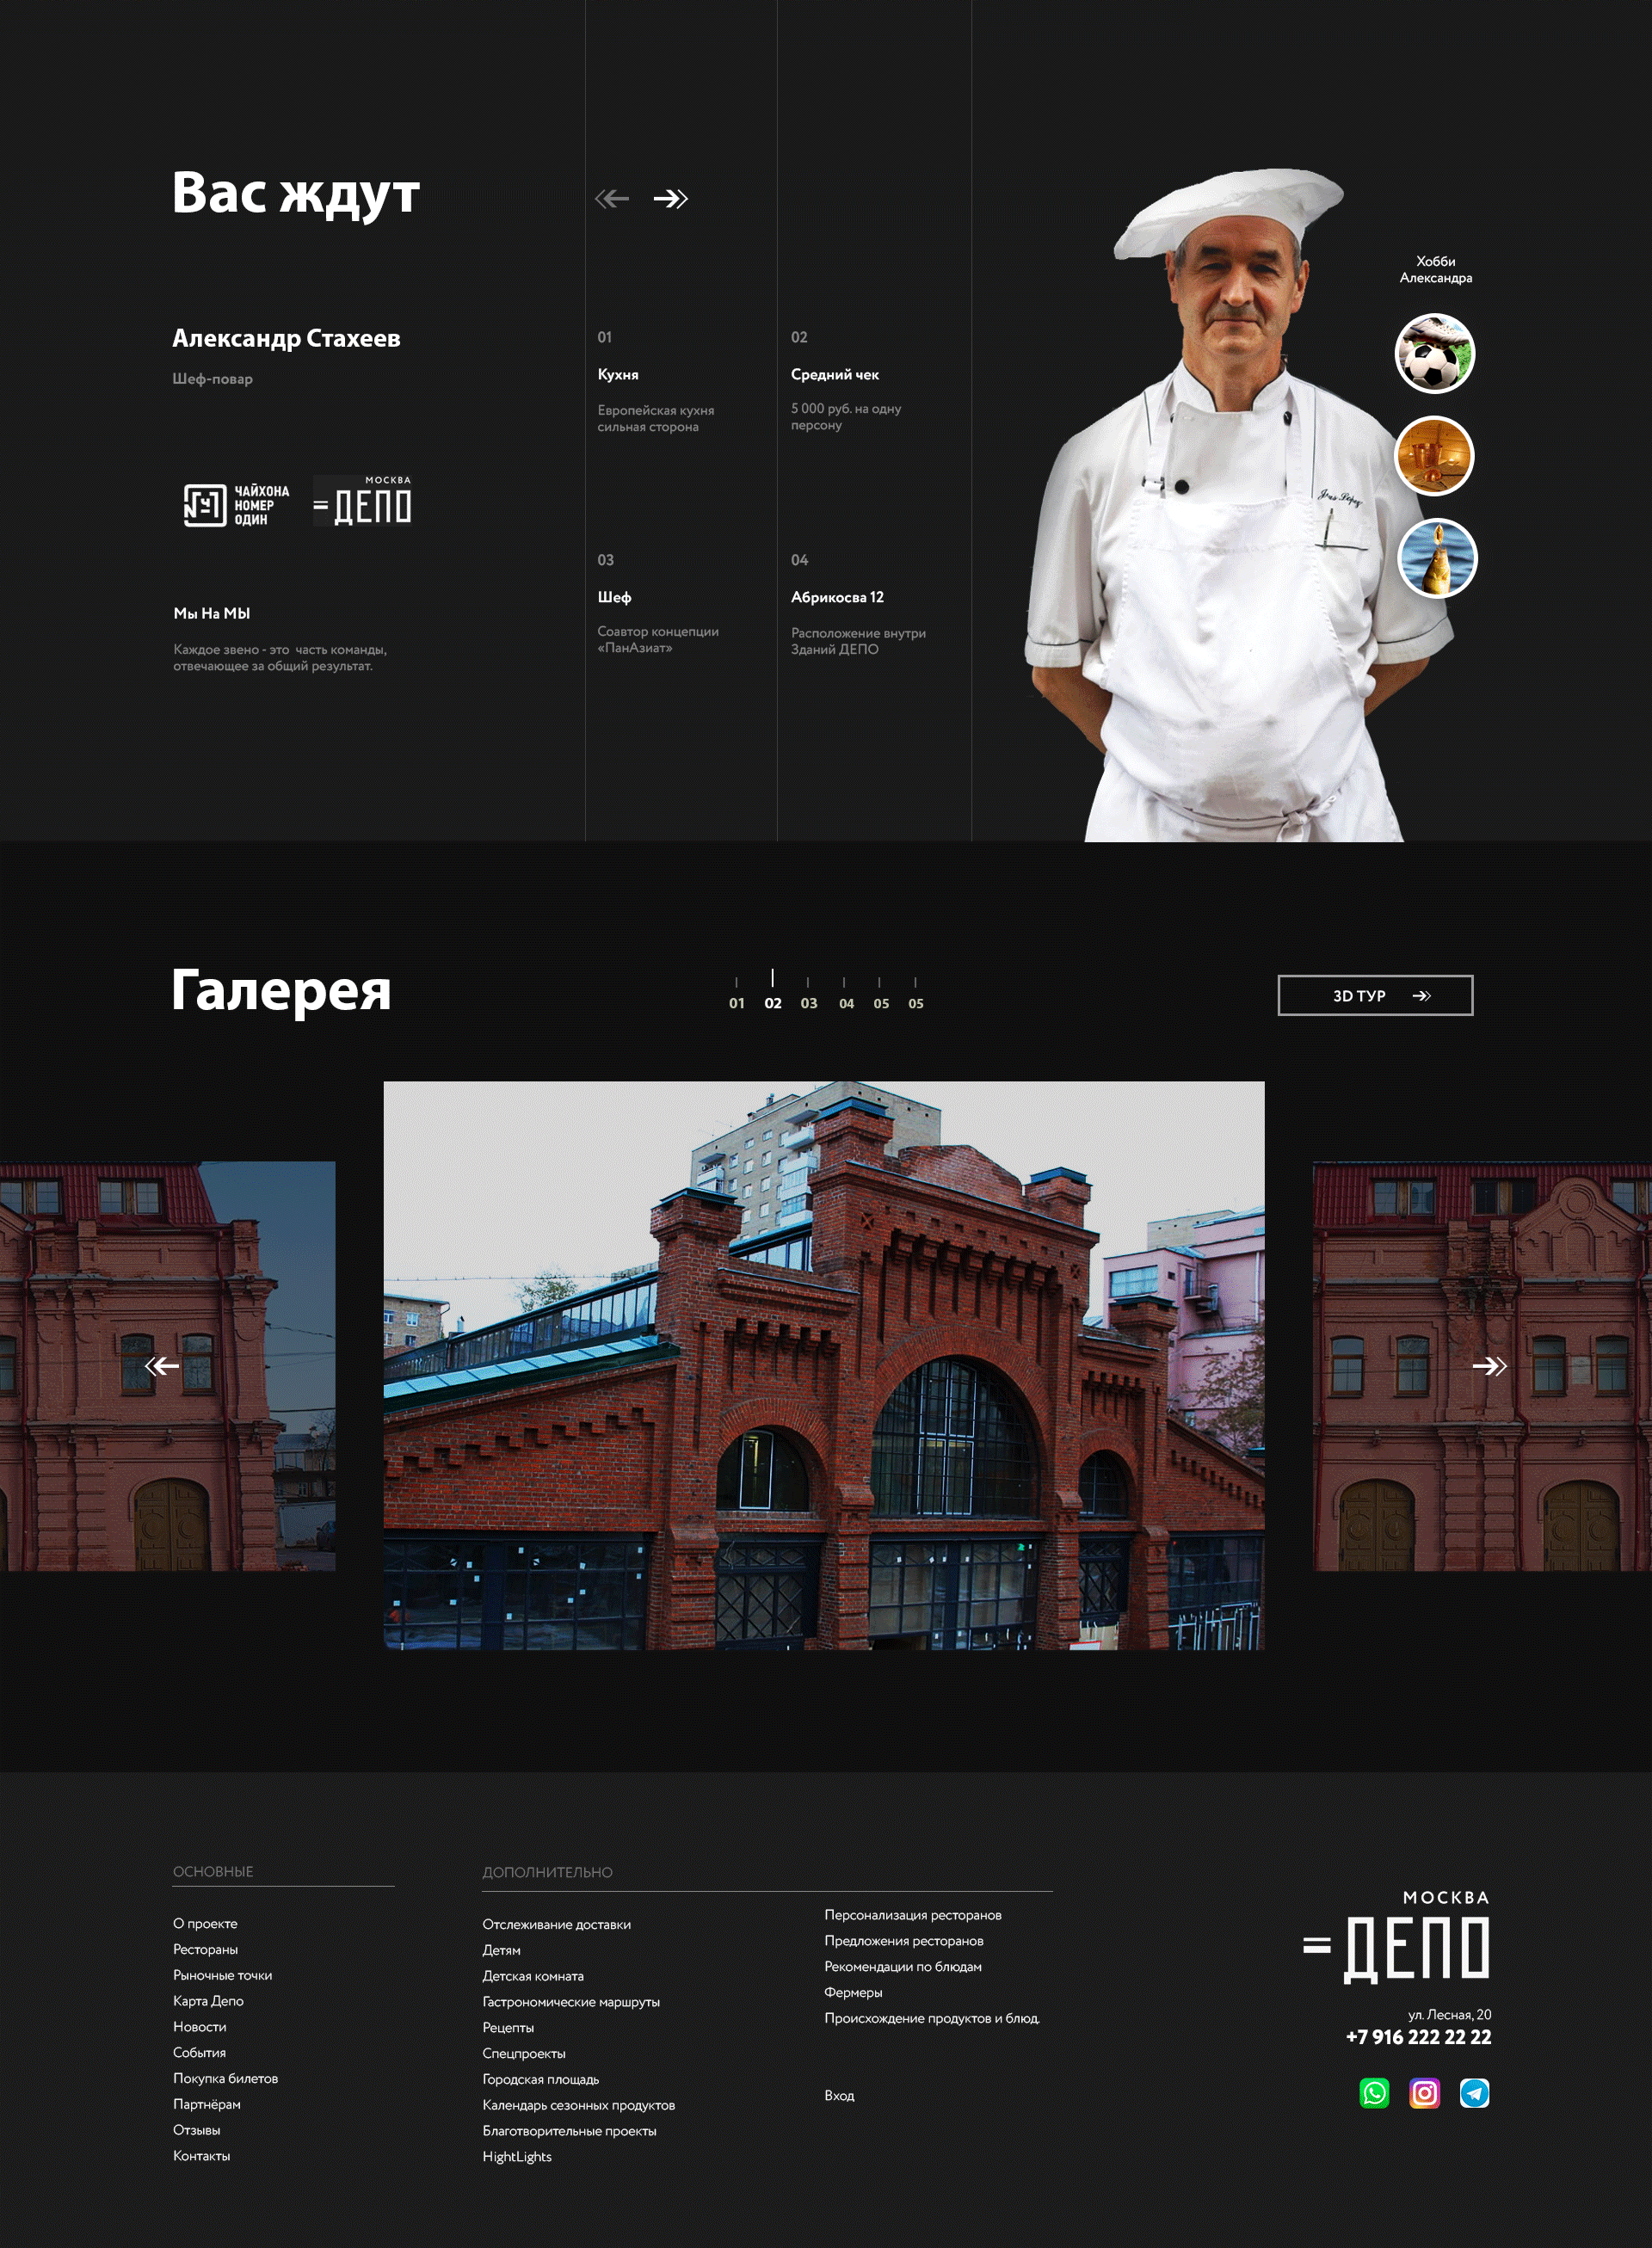 Вас ждут
Александр Стахеев
Шеф-повар
ЧАЙХОНА
НОМЕР
ОДИН
№1
МОСКВА
=ДЕПО
Мы На МЫ
Каждое звено - это  часть команды,
отвечающее за общий результат.
01
Кухня
Европейская кухня
сильная сторона
02
Средний чек
5 000 руб. на одну
персону
03
Шеф
Соавтор концепции
«ПанАзиат»
04
Абрикосва 12
Расположение внутри
Зданий ДЕПО
Хобби
Александра
Галерея
01 02 03 04 05 05
3D ТУР
ОСНОВНЫЕ
О проекте
Рестораны
Рыночные точки
Карта Депо
Новости
События
Покупка билетов
Партнёрам
Отзывы
Контакты
ДОПОЛНИТЕЛЬНО
Отслеживание доставки
Детям
Детская комната
Гастрономические маршруты
Рецепты
Спецпроекты
Городская площадь
Календарь сезонных продуктов
Благотворительные проекты
HightLights
Персонализация ресторанов
Предложения ресторанов
Рекомендации по блюдам
Фермеры
Происхождение продуктов и блюд.
Вход
МОСКВА
=ДЕПО
ул. Лесная, 20
+7 916 222 22 22